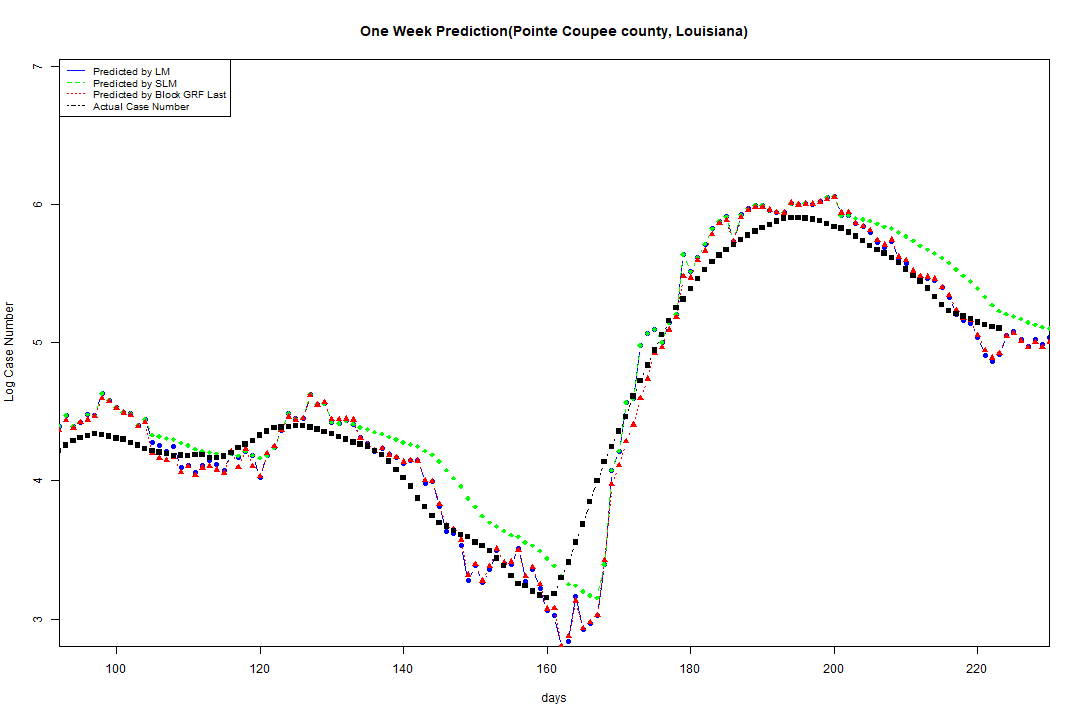 One Week Prediction(Pointe Coupee county, Louisiana)
Predicted by LM
Predicted by SLM
Predicted by Block GRF Last
Actual Case Number
7
6
5
4
3
Log Case Number
100 120 140 160 180 200 220
days